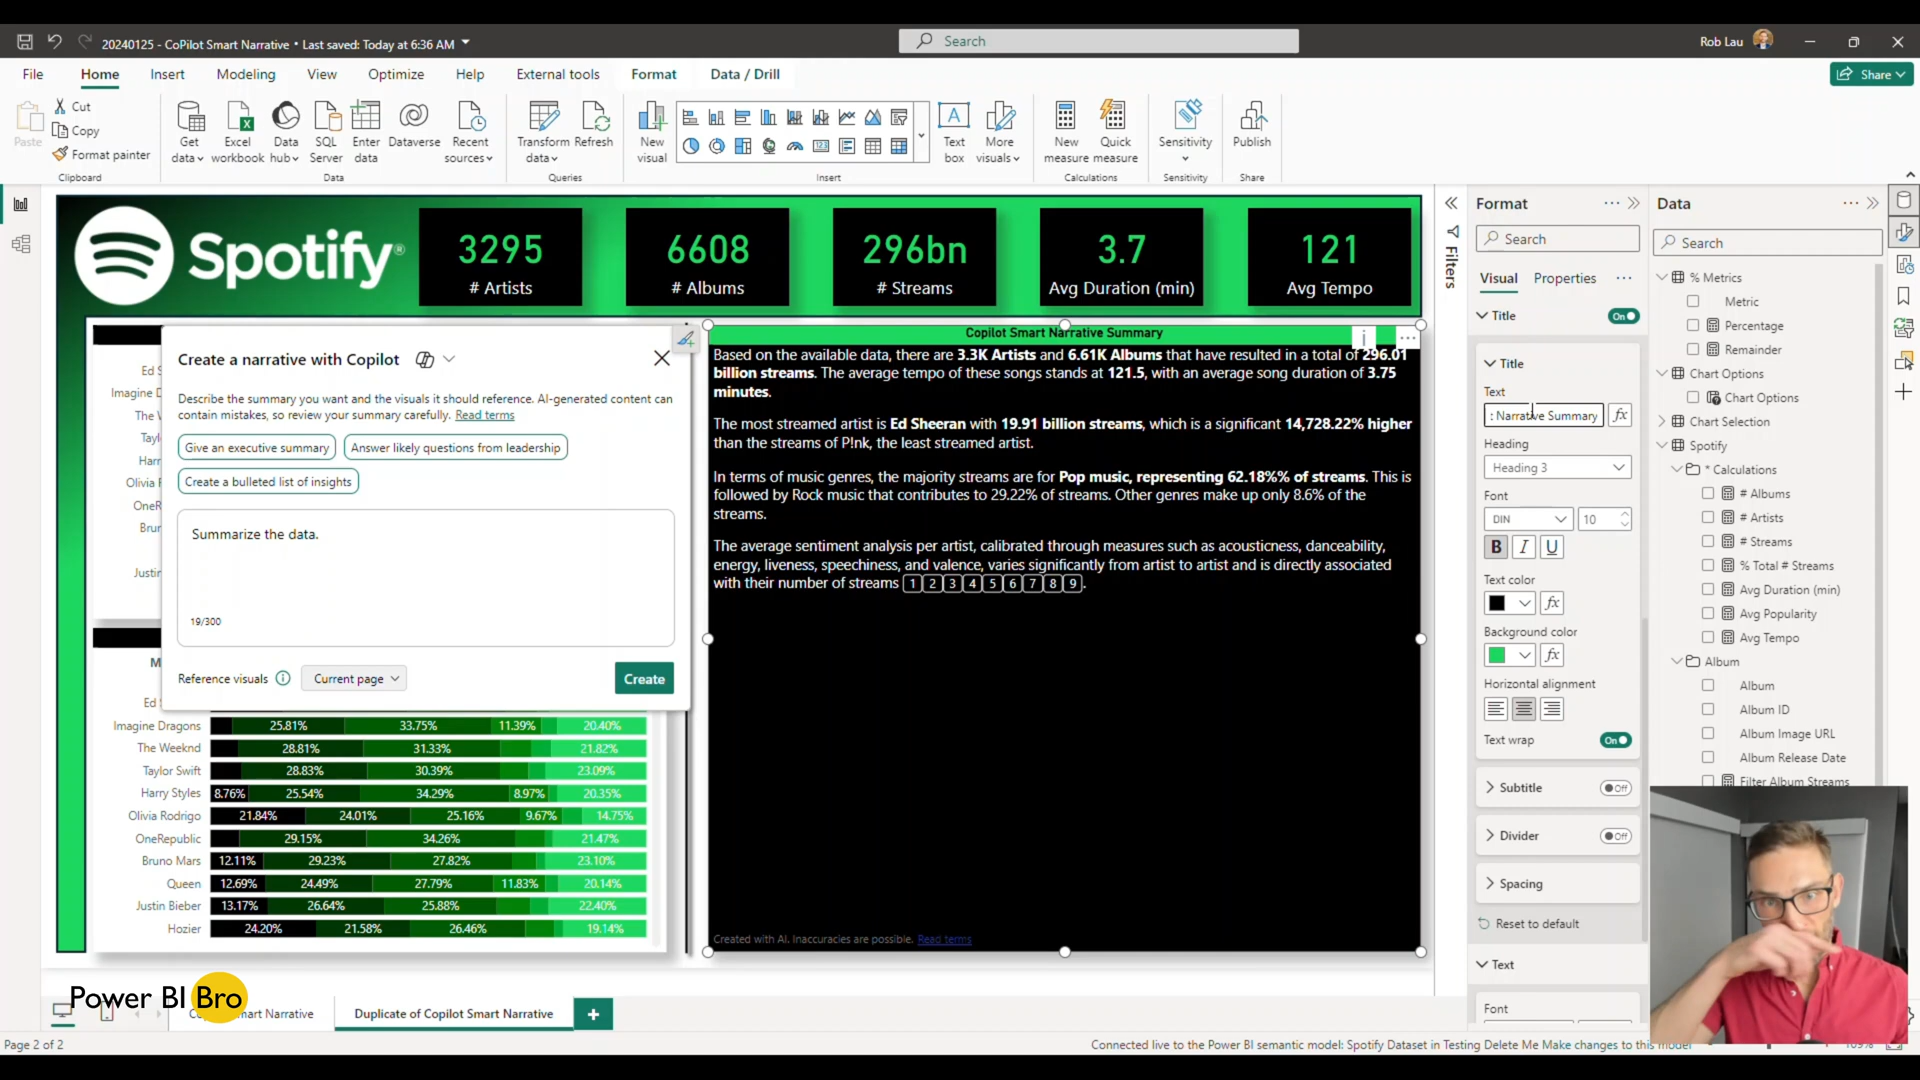 20240125 - CoPilot Smart Narrative • Last saved: Today at 6:36 AM
Search
Rob Lau
File Home Insert Modeling View Optimize Help External tools Format Data / Drill
Share
Paste
Cut
Copy
Format painter
Get data
Excel workbook
Data hub
SQL Server
Enter data
Dataverse
Recent sources
Transform data
Refresh
New visual
Text box
More visuals
New measure
Quick measure
Sensitivity
Publish
Clipboard Data Queries Insert Calculations Sensitivity Share
Spotify®
3295
# Artists
6608
# Albums
296bn
# Streams
3.7
Avg Duration (min)
121
Avg Tempo
Create a narrative with Copilot
Describe the summary you want and the visuals it should reference. AI-generated content can
contain mistakes, so review your summary carefully. Read terms
Give an executive summary
Answer likely questions from leadership
Create a bulleted list of insights
Summarize the data.
19/300
Reference visuals
Current page
Create
Imagine Dragons 25.81% 33.75% 11.39% 20.40%
The Weeknd 28.81% 31.33% 21.82%
Taylor Swift 28.83% 30.39% 23.09%
Harry Styles 8.76% 25.54% 34.29% 8.97% 20.35%
Olivia Rodrigo 21.84% 24.01% 25.16% 9.67% 14.75%
OneRepublic 29.15% 34.26% 21.47%
Bruno Mars 12.11% 29.23% 27.82% 23.10%
Queen 12.69% 24.49% 27.79% 11.83% 20.14%
Justin Bieber 13.17% 26.64% 25.88% 22.40%
Hozier 24.20% 21.58% 26.46% 19.14%
Copilot Smart Narrative Summary
Based on the available data, there are 3.3K Artists and 6.61K Albums that have resulted in a total of 296.01
billion streams. The average tempo of these songs stands at 121.5, with an average song duration of 3.75
minutes.
The most streamed artist is Ed Sheeran with 19.91 billion streams, which is a significant 14,728.22% higher
than the streams of P!nk, the least streamed artist.
In terms of music genres, the majority streams are for Pop music, representing 62.18%% of streams. This is
followed by Rock music that contributes to 29.22% of streams. Other genres make up only 8.6% of the
streams.
The average sentiment analysis per artist, calibrated through measures such as acousticness, danceability,
energy, liveness, speechiness, and valence, varies significantly from artist to artist and is directly associated
with their number of streams 1 2 3 4 5 6 7 8 9.
Created with AI. Inaccuracies are possible. Read terms
Filters
Format
Search
Visual Properties
Title On
Title
Text
: Narrative Summary fx
Heading
Heading 3
Font
DIN 10
B I U
Text color
fx
Background color
fx
Horizontal alignment
Text wrap On
Subtitle Off
Divider Off
Spacing
Reset to default
Text
Font
Data
Search
% Metrics
Metric
Percentage
Remainder
Chart Options
Chart Options
Chart Selection
Spotify
* Calculations
# Albums
# Artists
# Streams
% Total # Streams
Avg Duration (min)
Avg Popularity
Avg Tempo
Album
Album
Album ID
Album Image URL
Album Release Date
Filter Album Streams
Power BI Bro
mart Narrative
Duplicate of Copilot Smart Narrative
Page 2 of 2
Connected live to the Power BI semantic model: Spotify Dataset in Testing Delete Me Make changes to this model